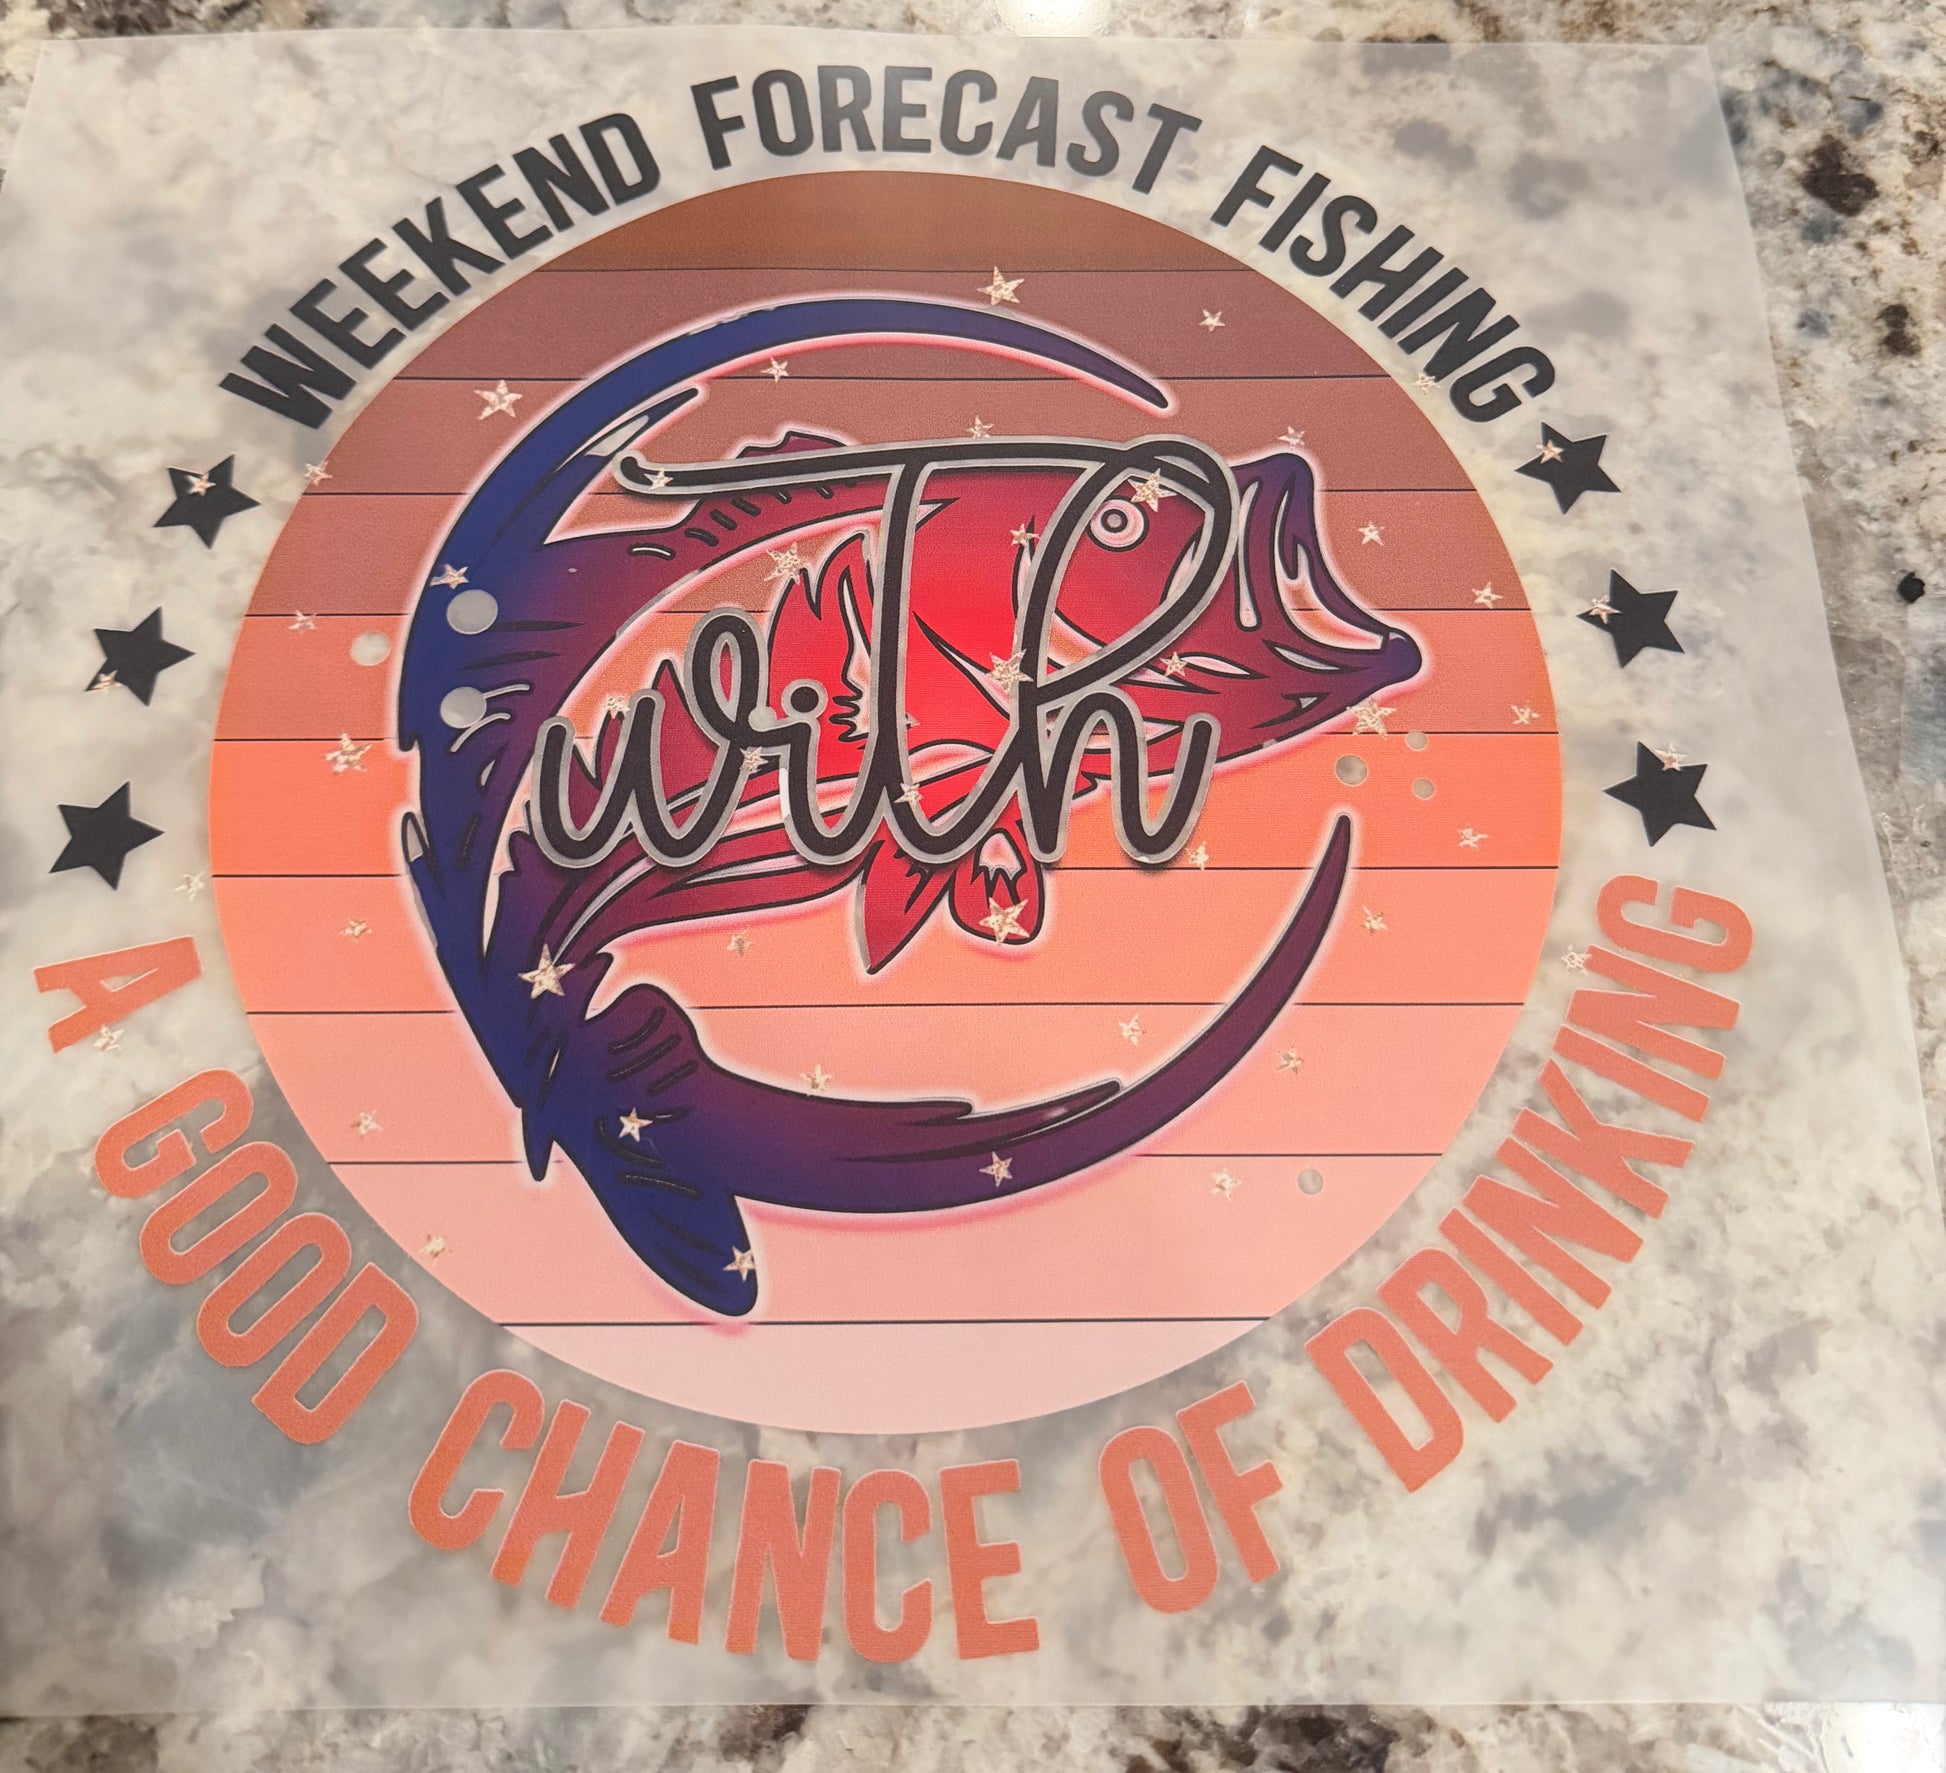 WEEKEND FORECAST FISHING
with
A GOOD CHANCE OF DRINKING